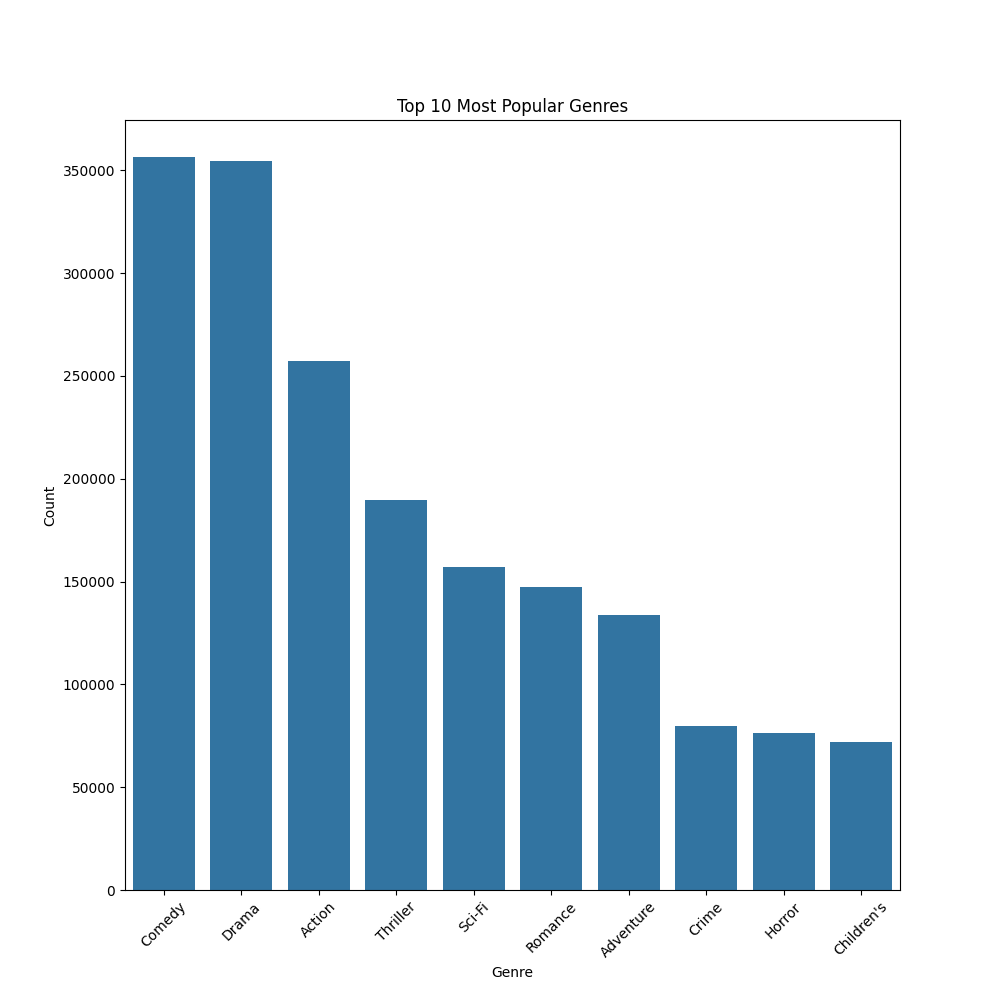 Top 10 Most Popular Genres
350000
300000
250000
200000
150000
100000
50000
0
Count
Comedy
Drama
Action
Thriller
Sci-Fi
Romance
Adventure
Crime
Horror
Children's
Genre